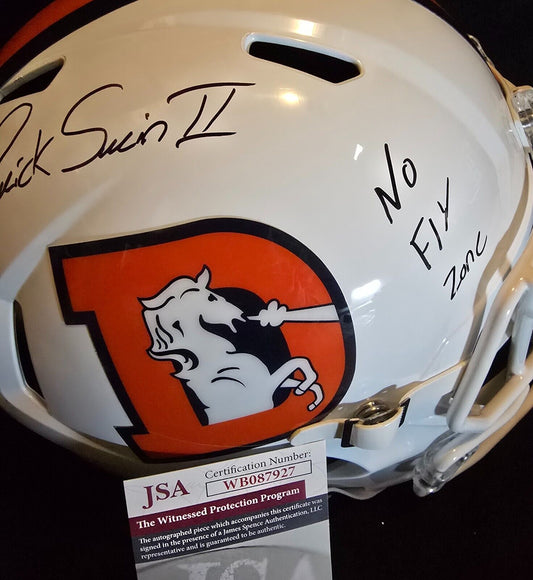 Patrick Surtain II
No
Fly
Zone
Certification Number:
JSA WB087927
The Witnessed Protection Program
The autographed piece which accompanies this certificate was
signed in the presence of a James Spence Authentication, LLC
representative and is guaranteed to be authentic.
JSA